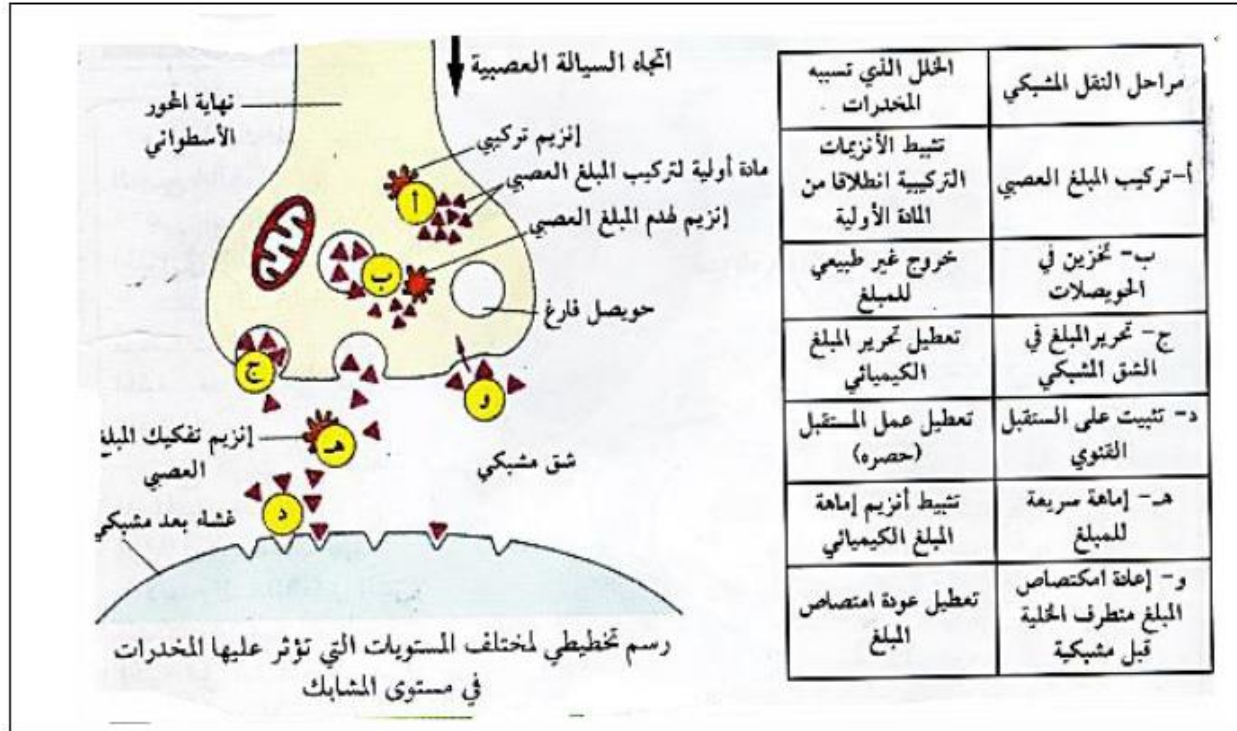 اتجاه السيالة العصبية
نهاية المحور
الأسطواني
إنزيم تركيبي
مادة أولية لتركيب المبلغ العصبي
إنزيم لهدم المبلغ العصبي
أ
ب
حويصل فارغ
ج
و
هـ
إنزيم تفكيك المبلغ
العصبي
شق مشبكي
د
غشاء بعد مشبكي
رسم تخطيطي لمختلف المستويات التي تؤثر عليها المخدرات
في مستوى المشابك
مراحل النقل المشبكي
الخلل الذي تسببه
المخدرات
أ-تركيب المبلغ العصبي
تثبيط الأنزيمات
التركيبية انطلاقا من
المادة الأولية
ب- تخزين في
الحويصلات
خروج غير طبيعي
للمبلغ
ج- تحريرالمبلغ في
الشق المشبكي
تعطيل تحرير المبلغ
الكيميائي
د- تثبيت على الستقبل
القنوي
تعطيل عمل المستقبل
(حصره)
هـ- إماهة سريعة
للمبلغ
تثبيط أنزيم إماهة
المبلغ الكيميائي
و- إعادة امكتصاص
المبلغ منطرف الخلية
قبل مشبكية
تعطيل عودة امتصاص
المبلغ